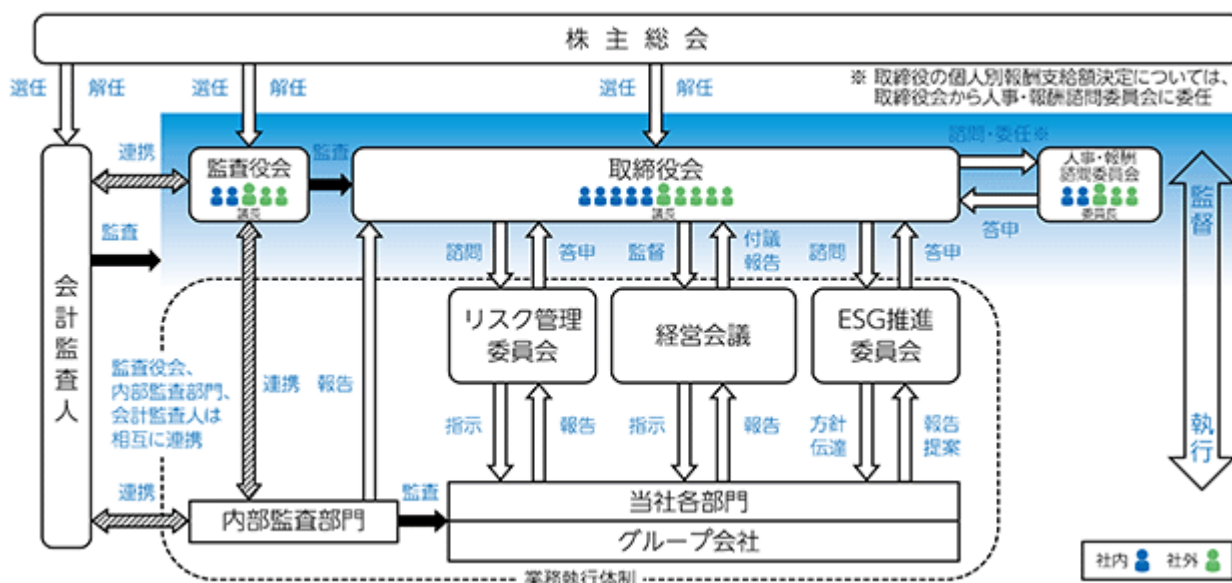 株主総会
選任 解任 選任 解任 選任 解任
※ 取締役の個人別報酬支給額決定については、
取締役会から人事・報酬諮問委員会に委任
連携
監査役会
議長
監査
取締役会
議長
諮問・委任※
人事・報酬
諮問委員会
委員長
答申
監督
監査
会計監査人
諮問 答申 監督 付議
報告
諮問 答申
リスク管理
委員会
経営会議
ESG推進
委員会
監査役会、
内部監査部門、
会計監査人は
相互に連携
連携 報告
指示 報告 指示 報告 方針
伝達
報告
提案
執行
連携
内部監査部門
監査
当社各部門
グループ会社
業務執行体制
社内 社外